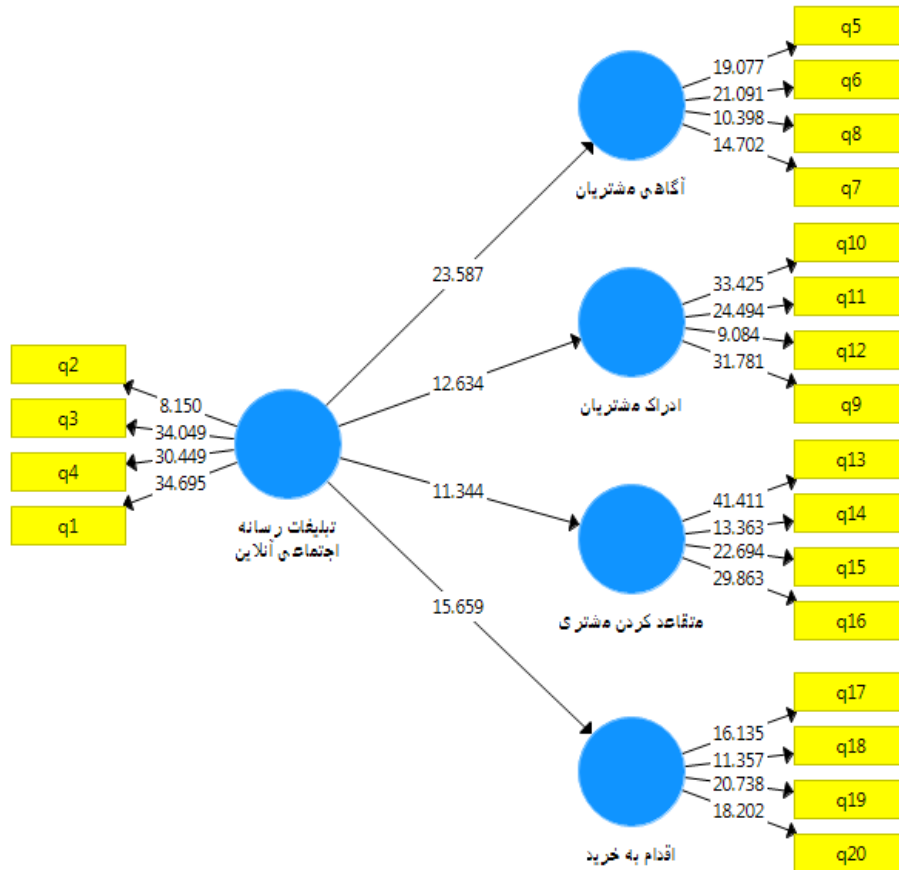 q5
19.077
q6
21.091
q8
10.398
q7
14.702
آگاهی مشتریان
23.587
q10
33.425
q11
24.494
q12
9.084
q9
31.781
ادراک مشتریان
12.634
q2
8.150
q3
34.049
q4
30.449
q1
34.695
تبلیغات رسانه
اجتماعی آنلاین
q13
41.411
q14
13.363
q15
22.694
q16
29.863
متقاعد کردن مشتری
11.344
15.659
q17
16.135
q18
11.357
q19
20.738
q20
18.202
اقدام به خرید